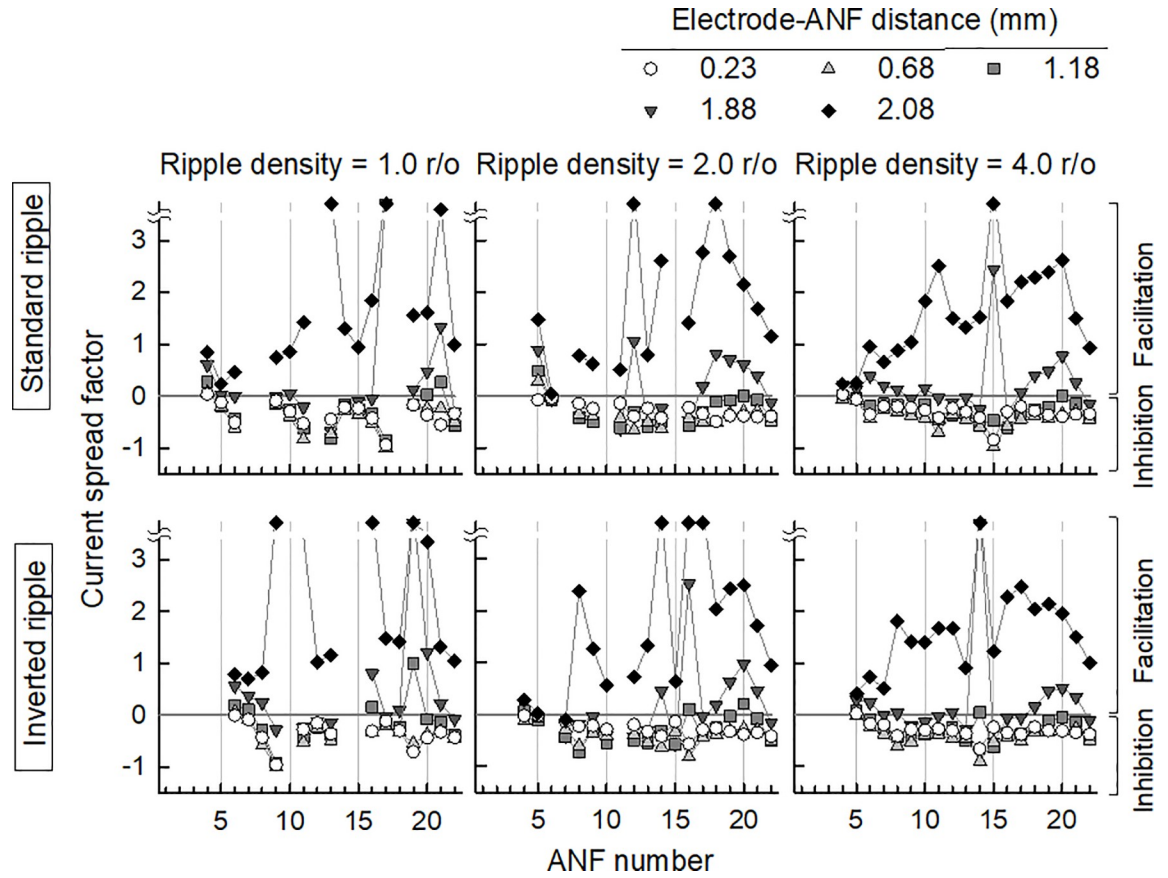 Electrode-ANF distance (mm)
0.23 0.68 1.18
1.88 2.08
Ripple density = 1.0 r/o Ripple density = 2.0 r/o Ripple density = 4.0 r/o
Standard ripple
Inverted ripple
Current spread factor
3
2
1
0
-1
Facilitation
Inhibition
3
2
1
0
-1
Facilitation
Inhibition
5 10 15 20 5 10 15 20 5 10 15 20
ANF number